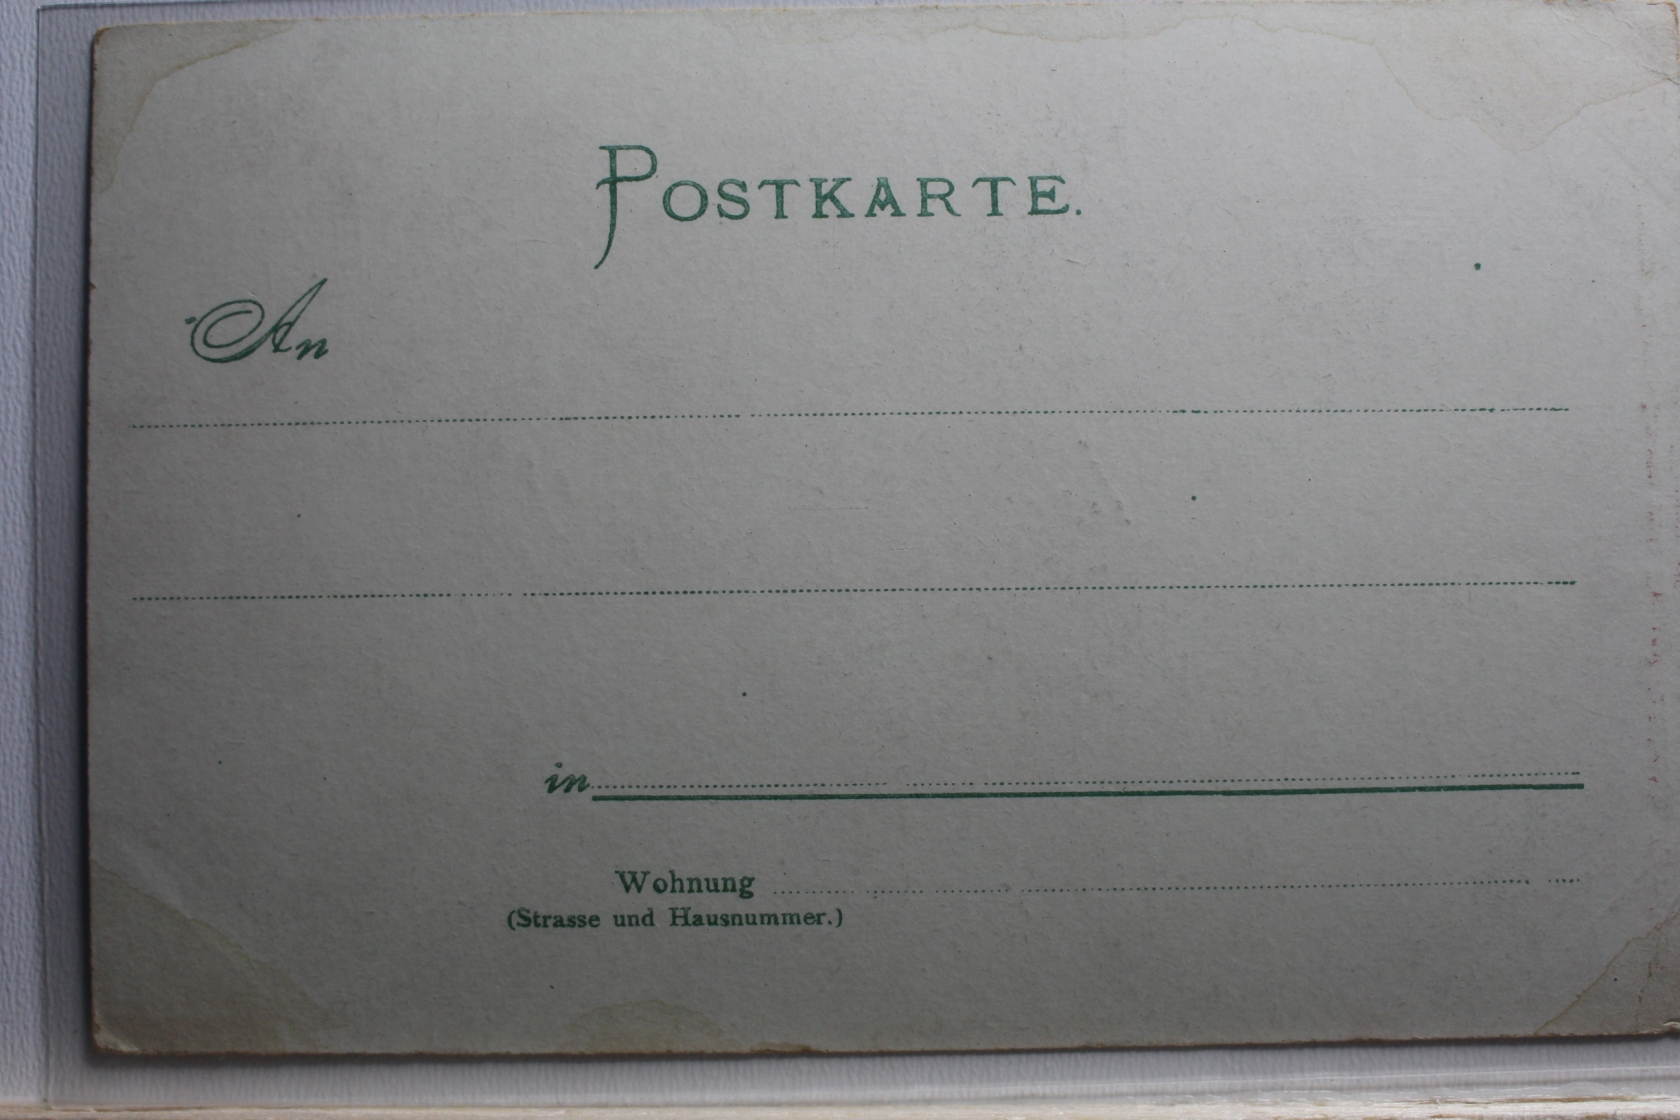 POSTKARTE.
An
in
Wohnung
(Strasse und Hausnummer.)